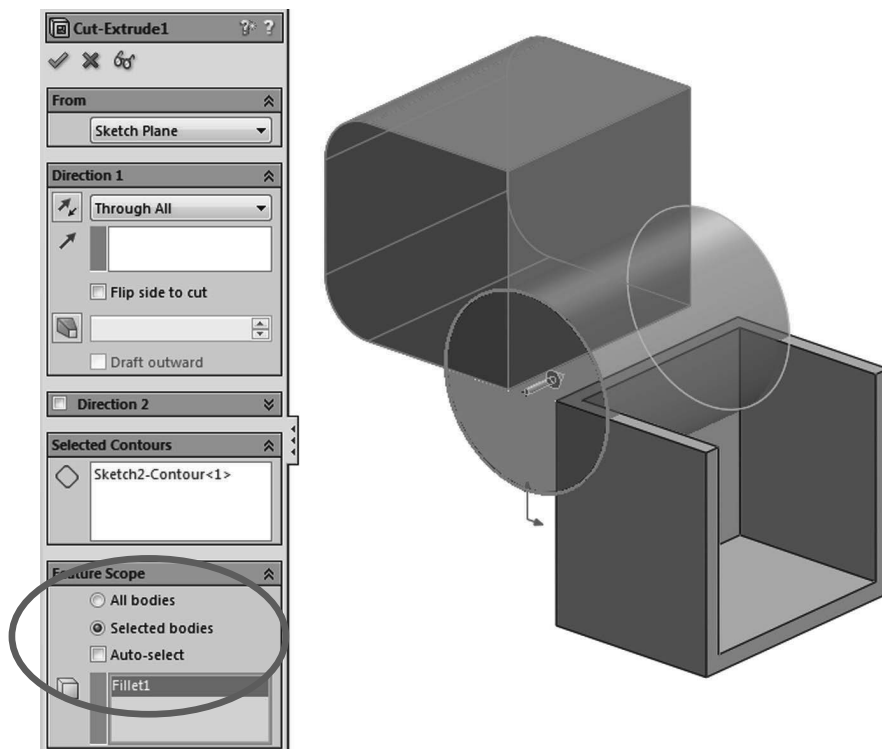 Cut-Extrude1
From
Sketch Plane
Direction 1
Through All
Flip side to cut
Draft outward
Direction 2
Selected Contours
Sketch2-Contour<1>
Feature Scope
All bodies
Selected bodies
Auto-select
Fillet1